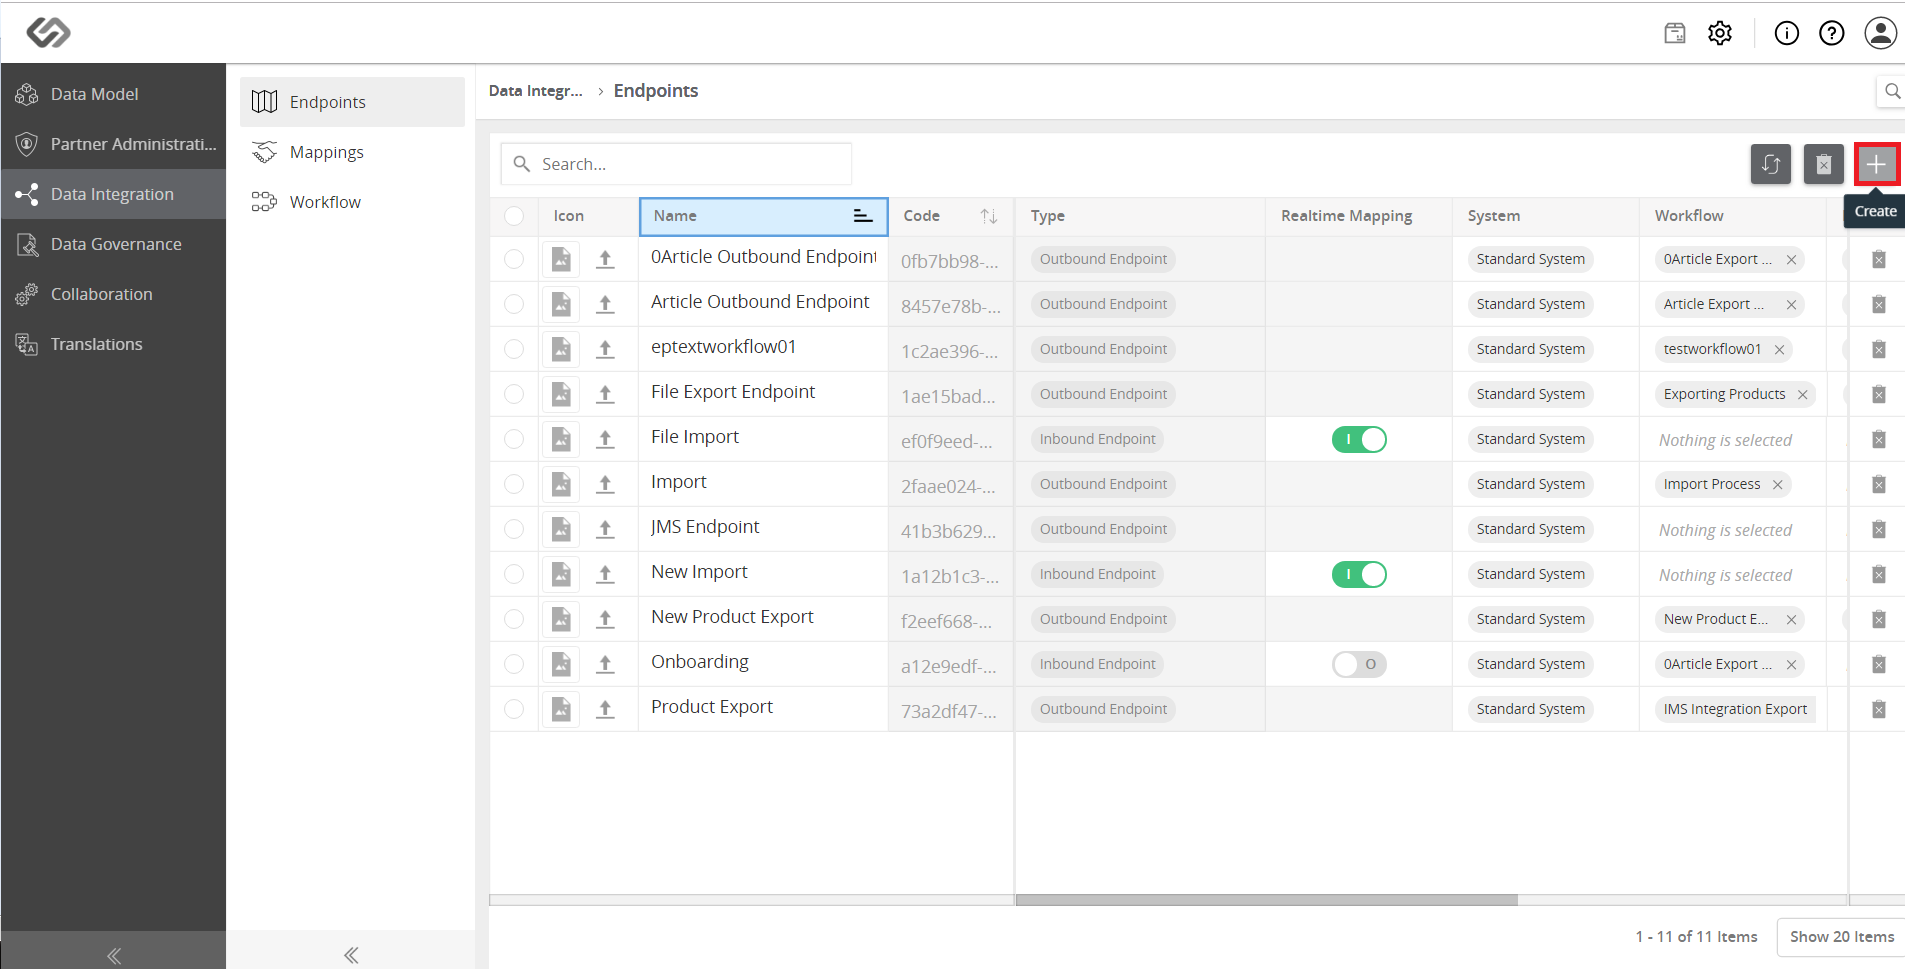 Data Model
Partner Administrati...
Data Integration
Data Governance
Collaboration
Translations
Endpoints
Mappings
Workflow
Data Integr... › Endpoints
Search...
Create
Icon Name Code Type Realtime Mapping System Workflow
0Article Outbound Endpoint 0fb7bb98-... Outbound Endpoint Standard System 0Article Export ...
Article Outbound Endpoint 8457e78b-... Outbound Endpoint Standard System Article Export ...
eptextworkflow01 1c2ae396-... Outbound Endpoint Standard System testworkflow01
File Export Endpoint 1ae15bad... Outbound Endpoint Standard System Exporting Products
File Import ef0f9eed-... Inbound Endpoint Standard System Nothing is selected
Import 2faae024-... Outbound Endpoint Standard System Import Process
JMS Endpoint 41b3b629... Outbound Endpoint Standard System Nothing is selected
New Import 1a12b1c3-... Inbound Endpoint Standard System Nothing is selected
New Product Export f2eef668-... Outbound Endpoint Standard System New Product E...
Onboarding a12e9edf-... Inbound Endpoint Standard System 0Article Export ...
Product Export 73a2df47-... Outbound Endpoint Standard System IMS Integration Export
1 - 11 of 11 Items Show 20 Items